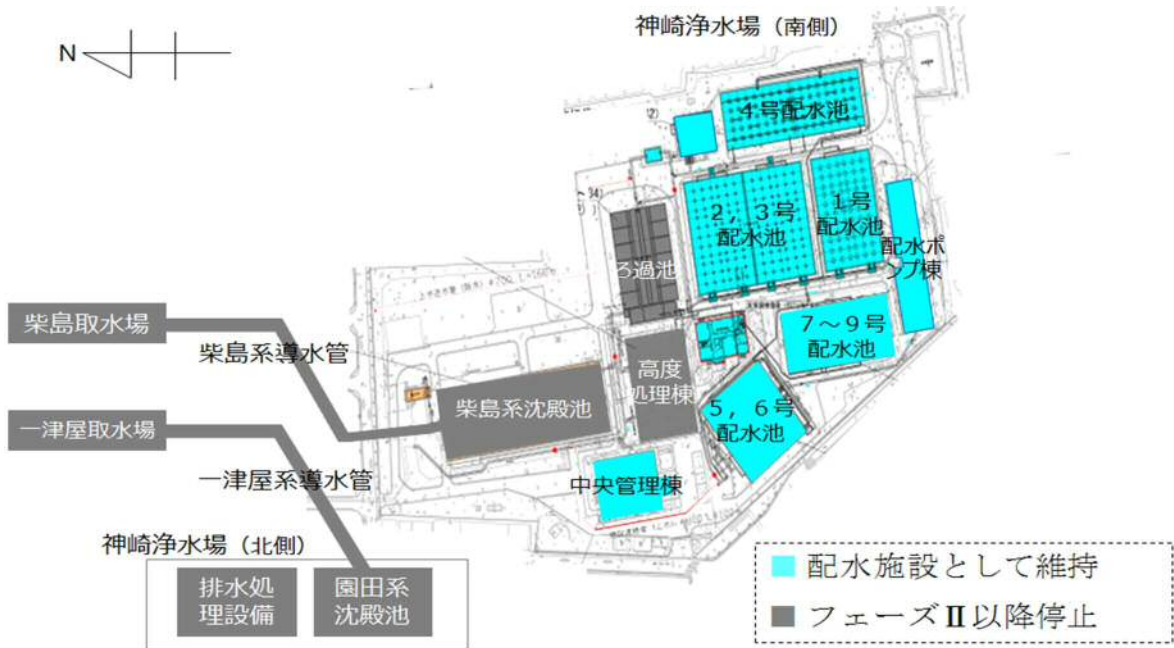 神崎浄水場（南側）
N
４号配水池
２，３号
配水池
１号
配水池
配水ポ
ンプ棟
ろ過池
７～９号
配水池
柴島取水場
柴島系導水管
高度
処理棟
柴島系沈殿池
５，６号
配水池
一津屋取水場
一津屋系導水管
中央管理棟
神崎浄水場（北側）
排水処
理設備
園田系
沈殿池
配水施設として維持
フェーズⅡ以降停止